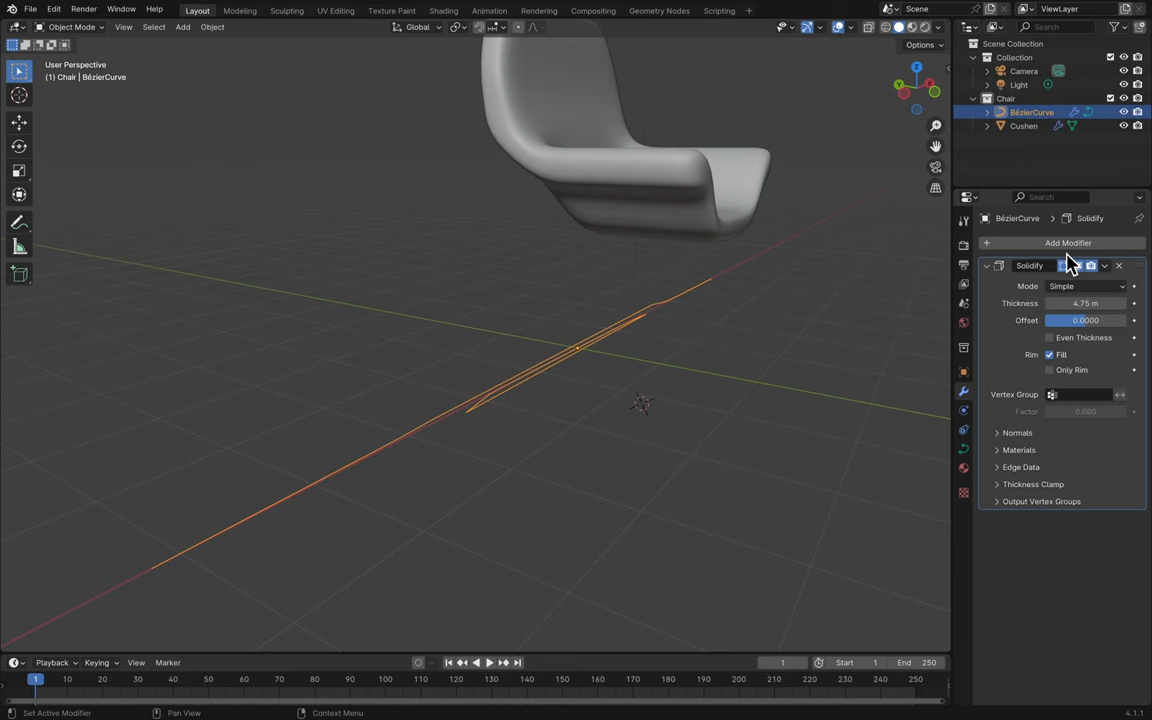 File Edit Render Window Help Layout Modeling Sculpting UV Editing Texture Paint Shading Animation Rendering Compositing Geometry Nodes Scripting Scene ViewLayer
Object Mode View Select Add Object Global Search
Options
User Perspective
(1) Chair | BézierCurve
Scene Collection
Collection
Camera
Light
Chair
BézierCurve
Cushen
Z
Y
X
Search
BézierCurve > Solidify
+ Add Modifier
Solidify
Mode Simple
Thickness 4.75 m
Offset 0.0000
Even Thickness
Rim Fill
Only Rim
Vertex Group
Factor 0.000
Normals
Materials
Edge Data
Thickness Clamp
Output Vertex Groups
Playback Keying View Marker 1 Start 1 End 250
1 10 20 30 40 50 60 70 80 90 100 110 120 130 140 150 160 170 180 190 200 210 220 230 240 250
Set Active Modifier Pan View Context Menu 4.1.1